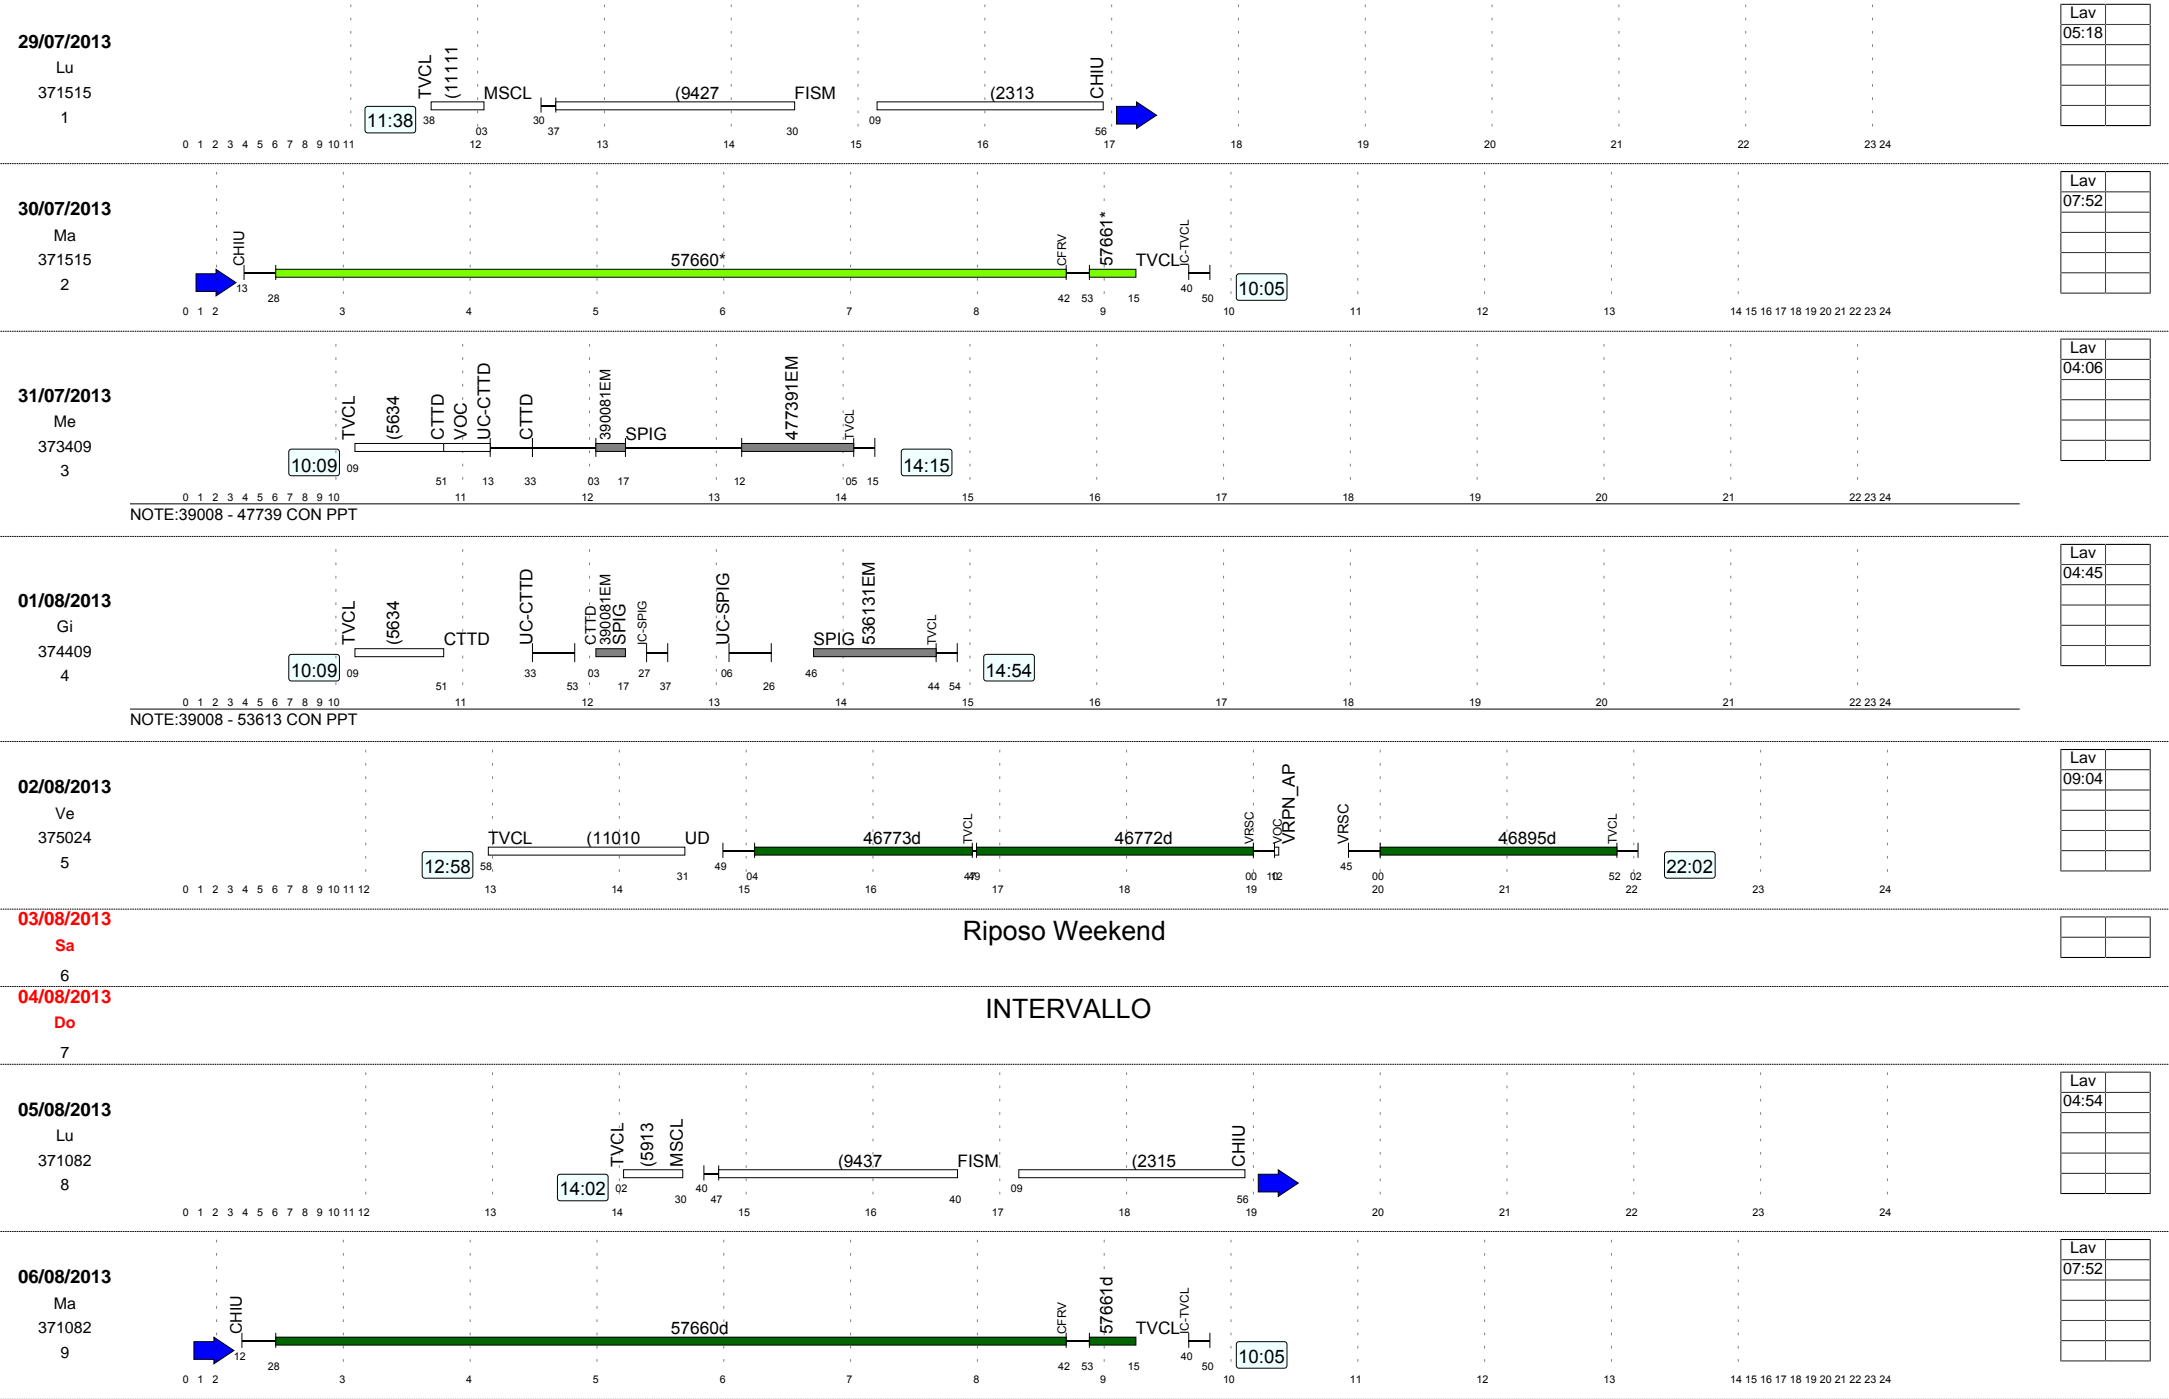 29/07/2013
Lu
371515
1
11:38
TVCL (11111 MSCL (9427 FISM (2313 CHIU
38 03 30 37 30 09 56
0 1 2 3 4 5 6 7 8 9 10 11 12 13 14 15 16 17 18 19 20 21 22 23 24
Lav
05:18
30/07/2013
Ma
371515
2
CHIU 57660* CFRV 57661* TVCL IC-TVCL
13 28 42 53 15 40 50
10:05
0 1 2 3 4 5 6 7 8 9 10 11 12 13 14 15 16 17 18 19 20 21 22 23 24
Lav
07:52
31/07/2013
Me
373409
3
10:09
TVCL (5634 CTTD VOC UC-CTTD CTTD 390081EM SPIG 477391EM TVCL
09 51 13 33 03 17 12 05 15
14:15
0 1 2 3 4 5 6 7 8 9 10 11 12 13 14 15 16 17 18 19 20 21 22 23 24
NOTE:39008 - 47739 CON PPT
Lav
04:06
01/08/2013
Gi
374409
4
10:09
TVCL (5634 CTTD UC-CTTD CTTD 390081EM SPIG IC-SPIG UC-SPIG SPIG 536131EM TVCL
09 51 33 53 03 17 27 37 06 26 46 44 54
14:54
0 1 2 3 4 5 6 7 8 9 10 11 12 13 14 15 16 17 18 19 20 21 22 23 24
NOTE:39008 - 53613 CON PPT
Lav
04:45
02/08/2013
Ve
375024
5
12:58
TVCL (11010 UD 46773d TVCL 46772d VRSC VOC VRPN_AP VRSC 46895d TVCL
58 31 49 04 47 49 00 10 12 45 00 52 02
22:02
0 1 2 3 4 5 6 7 8 9 10 11 12 13 14 15 16 17 18 19 20 21 22 23 24
Lav
09:04
03/08/2013
Sa
6
Riposo Weekend
04/08/2013
Do
7
INTERVALLO
05/08/2013
Lu
371082
8
14:02
TVCL (5913 MSCL (9437 FISM (2315 CHIU
02 30 40 47 40 09 56
0 1 2 3 4 5 6 7 8 9 10 11 12 13 14 15 16 17 18 19 20 21 22 23 24
Lav
04:54
06/08/2013
Ma
371082
9
CHIU 57660d CFRV 57661d TVCL IC-TVCL
12 28 42 53 15 40 50
10:05
0 1 2 3 4 5 6 7 8 9 10 11 12 13 14 15 16 17 18 19 20 21 22 23 24
Lav
07:52